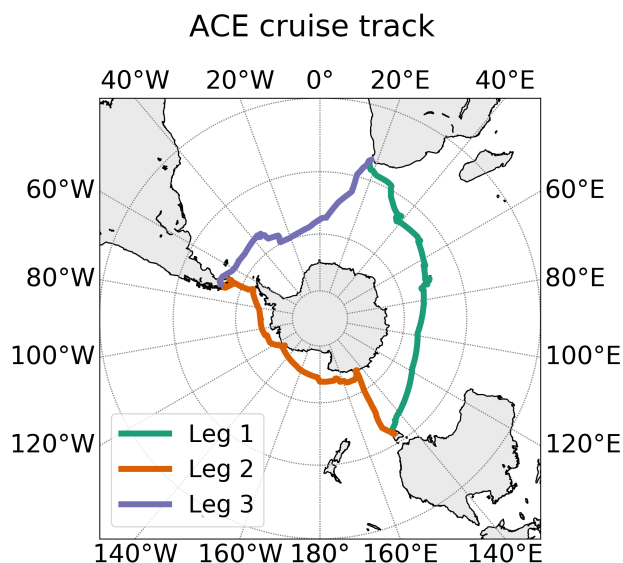 ACE cruise track
40°W 20°W 0° 20°E 40°E
60°W 60°E
80°W 80°E
100°W 100°E
120°W 120°E
Leg 1
Leg 2
Leg 3
140°W 160°W 180° 160°E 140°E